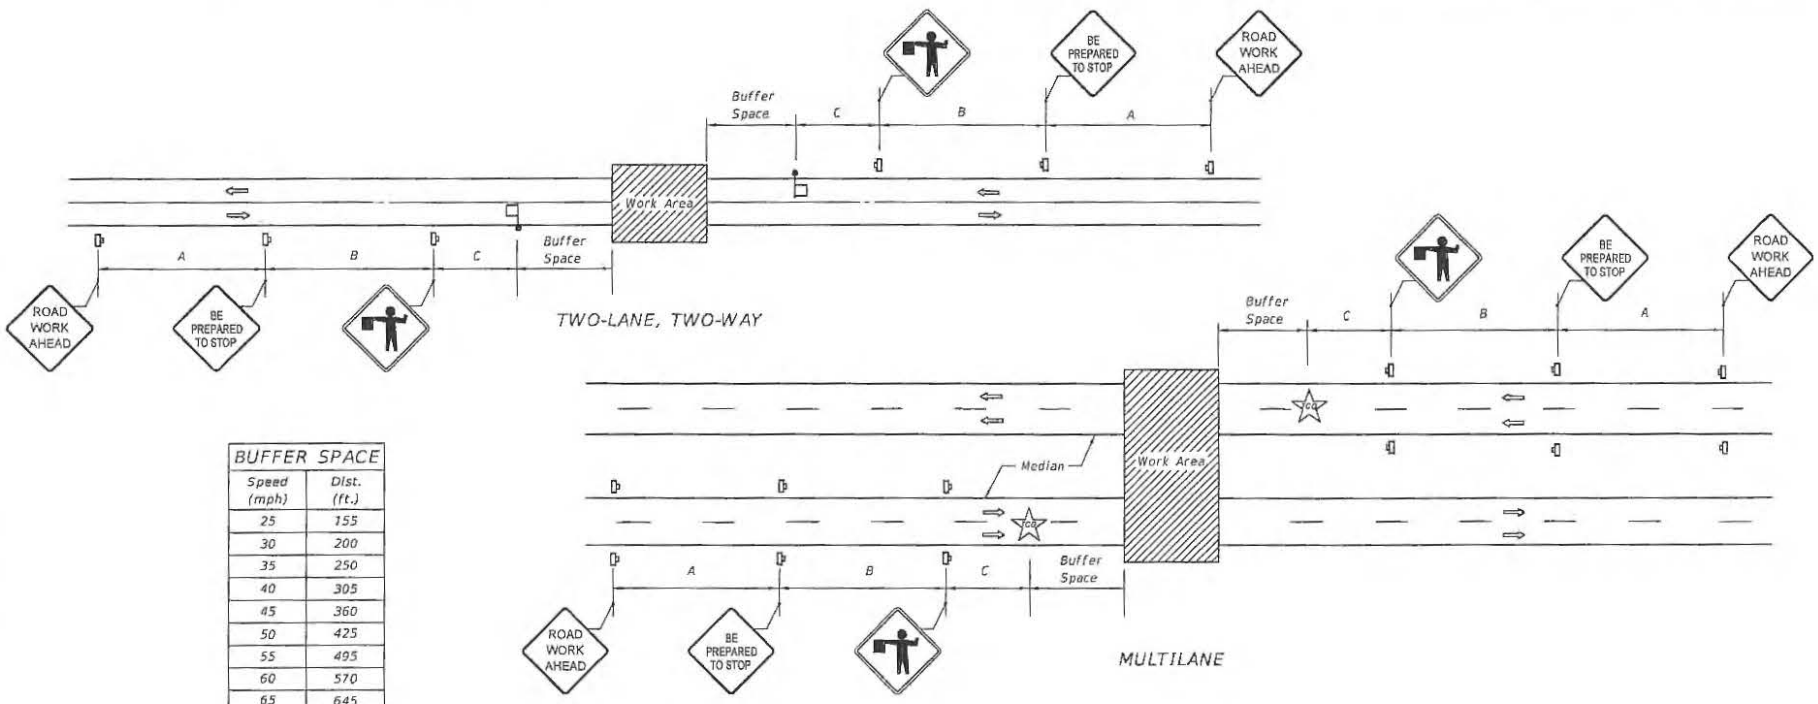 ROAD
WORK
AHEAD
BE
PREPARED
TO STOP
Buffer
Space
C
B
A
Work Area
A
B
C
Buffer
Space
ROAD
WORK
AHEAD
BE
PREPARED
TO STOP
TWO-LANE, TWO-WAY
BE
PREPARED
TO STOP
ROAD
WORK
AHEAD
Buffer
Space
C
B
A
CO
Median
Work Area
CO
A
B
C
Buffer
Space
ROAD
WORK
AHEAD
BE
PREPARED
TO STOP
MULTILANE
BUFFER SPACE
Speed (mph) Dist. (ft.)
25 155
30 200
35 250
40 305
45 360
50 425
55 495
60 570
65 645